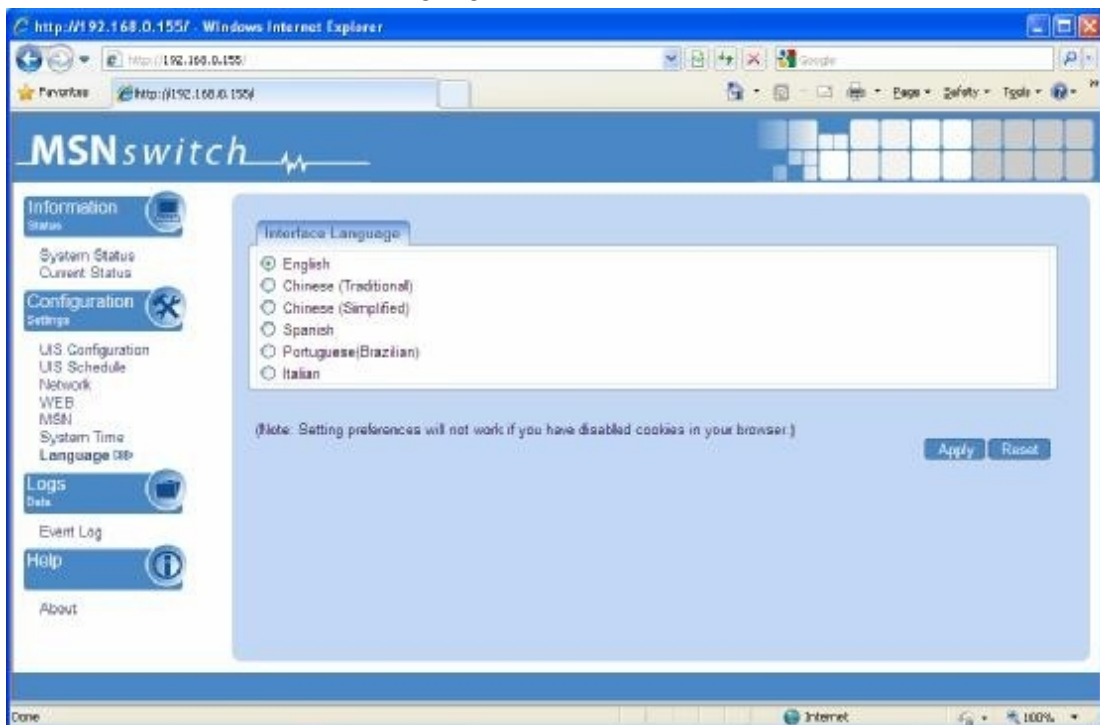 http://192.168.0.155/ - Windows Internet Explorer
http://192.168.0.155/
Google
Favorites
http://192.168.0.155/
Page
Safety
Tools
MSNswitch
Information
Status
System Status
Current Status
Configuration
Settings
UIS Configuration
UIS Schedule
Network
WEB
MSN
System Time
Language
Logs
Data
Event Log
Help
About
Interface Language
English
Chinese (Traditional)
Chinese (Simplified)
Spanish
Portuguese(Brazilian)
Italian
(Note: Setting preferences will not work if you have disabled cookies in your browser.)
Apply
Reset
Done
Internet
100%